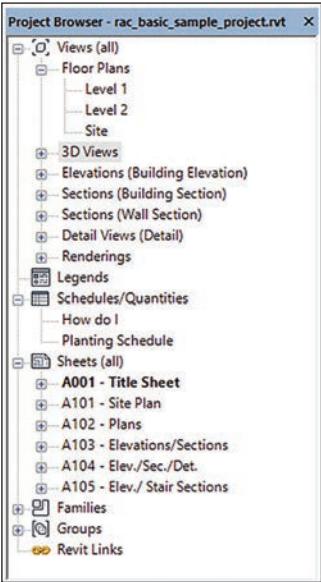 Project Browser - rac_basic_sample_project.rvt
Views (all)
Floor Plans
Level 1
Level 2
Site
3D Views
Elevations (Building Elevation)
Sections (Building Section)
Sections (Wall Section)
Detail Views (Detail)
Renderings
Legends
Schedules/Quantities
How do I
Planting Schedule
Sheets (all)
A001 - Title Sheet
A101 - Site Plan
A102 - Plans
A103 - Elevations/Sections
A104 - Elev./Sec./Det.
A105 - Elev./ Stair Sections
Families
Groups
Revit Links